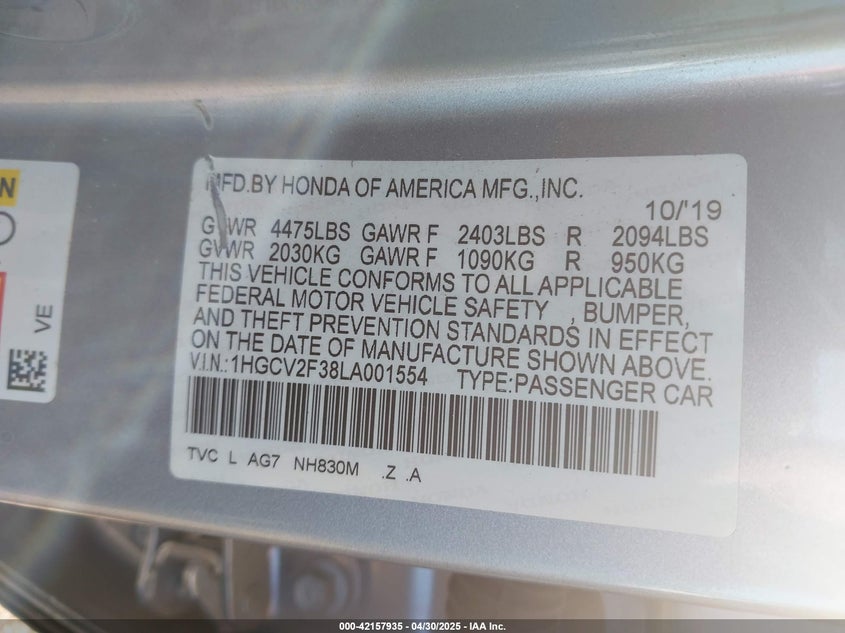 N
VE
MFD.BY HONDA OF AMERICA MFG.,INC.
10/'19
GVWR 4475LBS GAWR F 2403LBS R 2094LBS
GVWR 2030KG GAWR F 1090KG R 950KG
THIS VEHICLE CONFORMS TO ALL APPLICABLE
FEDERAL MOTOR VEHICLE SAFETY , BUMPER,
AND THEFT PREVENTION STANDARDS IN EFFECT
ON THE DATE OF MANUFACTURE SHOWN ABOVE.
V.I.N.:1HGCV2F38LA001554 TYPE:PASSENGER CAR
TVC L AG7 NH830M .Z .A
000-42157935 - 04/30/2025 - IAA Inc.